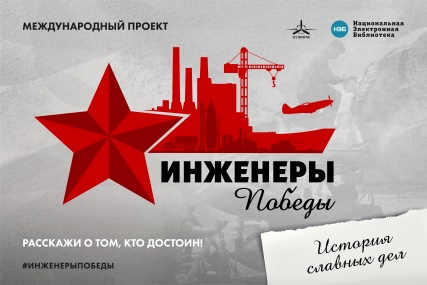 МЕЖДУНАРОДНЫЙ ПРОЕКТ
НЭБ
Национальная
Электронная
Библиотека
ИНЖЕНЕРЫ
Победы
РАССКАЖИ О ТОМ, КТО ДОСТОИН!
#ИНЖЕНЕРЫПОБЕДЫ
История
славных дел